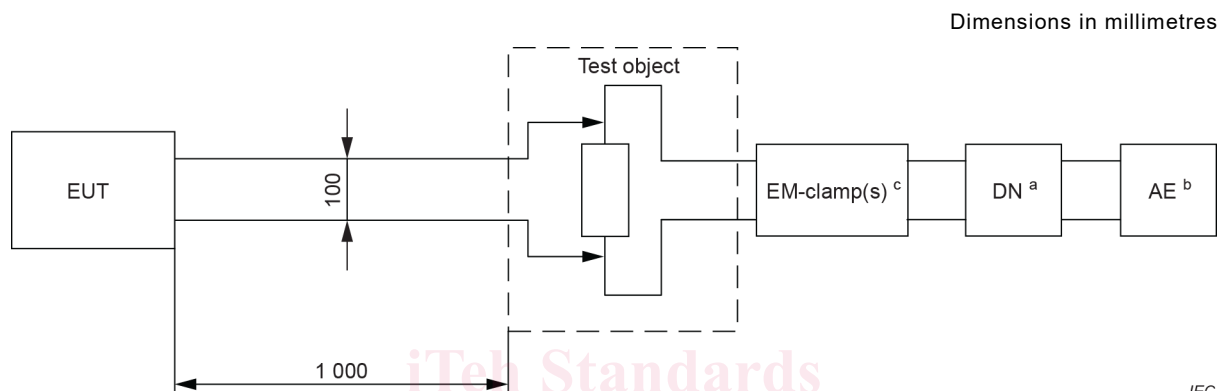 Dimensions in millimetres
Test object
EUT
100
EM-clamp(s) c
DN a
AE b
1 000
iTeh Standards
IEC